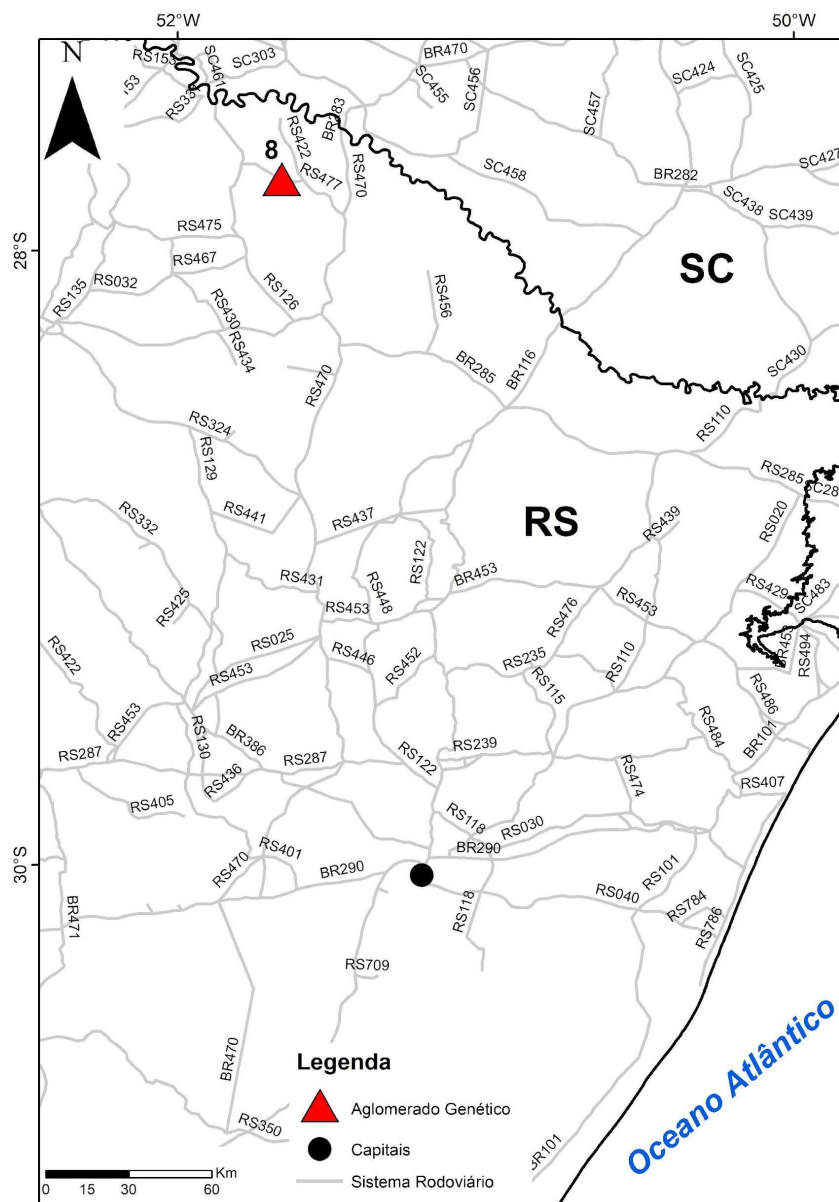 52°W
50°W
N
RS153
SC461
SC303
BR470
SC456
SC455
SC424
SC425
153
RS33
BR283
SC457
8
RS422
RS477
RS470
SC458
BR282
SC427
SC438
SC439
RS475
28°S
RS467
SC
RS135
RS032
RS126
RS430
RS434
RS456
BR285
BR116
SC430
RS470
RS110
RS324
RS129
RS285
SC28
RS332
RS441
RS437
RS
RS439
RS020
RS122
RS425
RS431
BR453
RS429
SC483
RS453
RS448
RS476
RS453
RS422
RS025
RS446
RS452
RS235
RS110
RS494
RS453
RS115
RS486
RS453
RS130
BR386
RS484
BR101
RS287
RS287
RS239
RS436
RS122
RS474
RS407
RS405
RS118
RS030
30°S
RS401
BR290
RS470
BR290
RS101
RS040
RS784
BR471
RS118
RS786
RS709
Oceano Atlântico
BR470
Legenda
Aglomerado Genético
RS350
Capitais
BR101
Km
0 15 30 60
Sistema Rodoviário